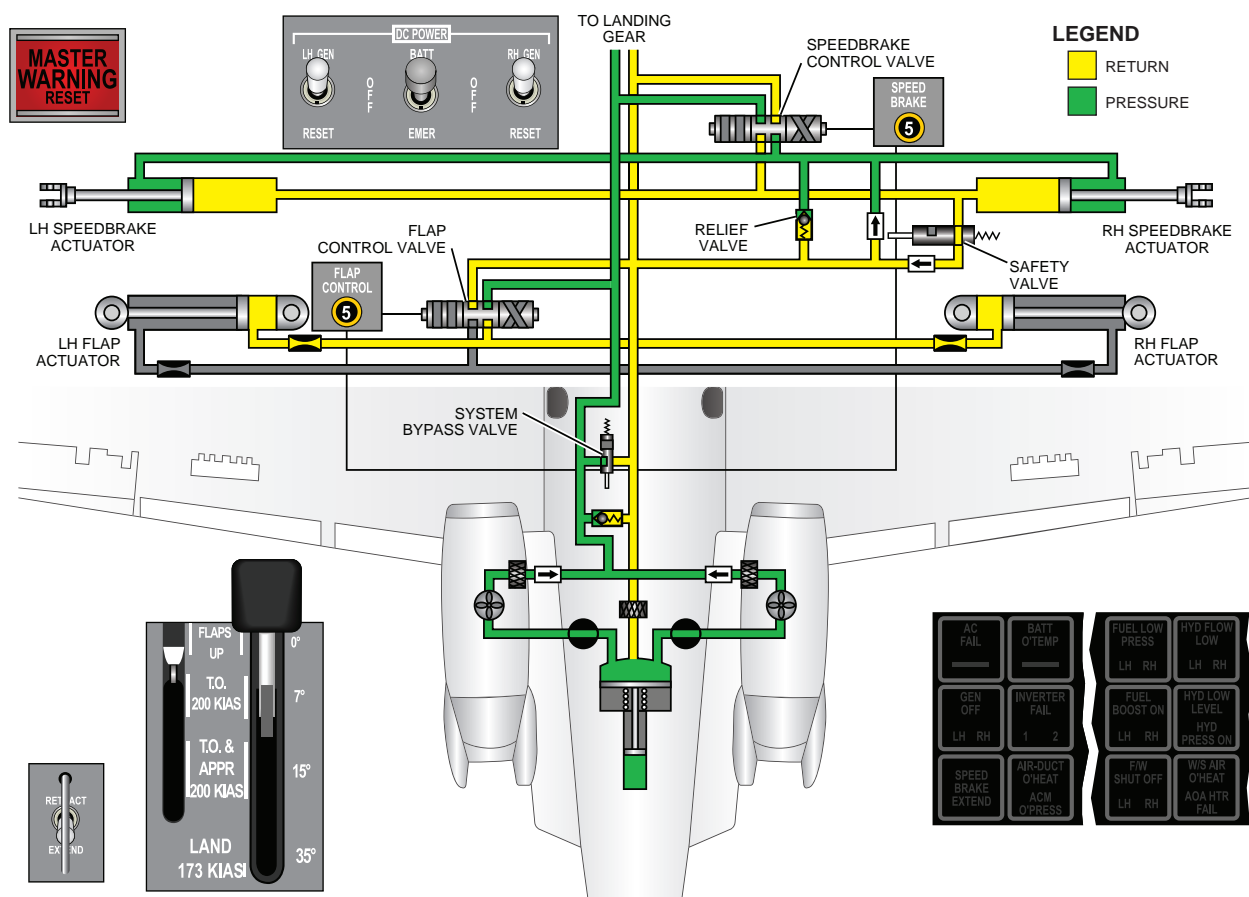 MASTER
WARNING
RESET
DC POWER
LH GEN
BATT
RH GEN
O
F
F
O
F
F
RESET
EMER
RESET
TO LANDING
GEAR
SPEEDBRAKE
CONTROL VALVE
SPEED
BRAKE
5
LEGEND
RETURN
PRESSURE
LH SPEEDBRAKE
ACTUATOR
FLAP
CONTROL VALVE
RELIEF
VALVE
RH SPEEDBRAKE
ACTUATOR
SAFETY
VALVE
FLAP
CONTROL
5
LH FLAP
ACTUATOR
RH FLAP
ACTUATOR
SYSTEM
BYPASS VALVE
FLAPS
UP
0°
T.O.
200 KIAS
7°
T.O. &
APPR
200 KIAS
15°
LAND
173 KIAS
35°
RETRACT
EXTEND
AC
FAIL
BATT
O'TEMP
FUEL LOW
PRESS
LH RH
HYD FLOW
LOW
LH RH
GEN
OFF
LH RH
INVERTER
FAIL
1 2
FUEL
BOOST ON
LH RH
HYD LOW
LEVEL
HYD
PRESS ON
SPEED
BRAKE
EXTEND
AIR-DUCT
O'HEAT
ACM
O'PRESS
F/W
SHUT OFF
LH RH
W/S AIR
O'HEAT
AOA HTR
FAIL